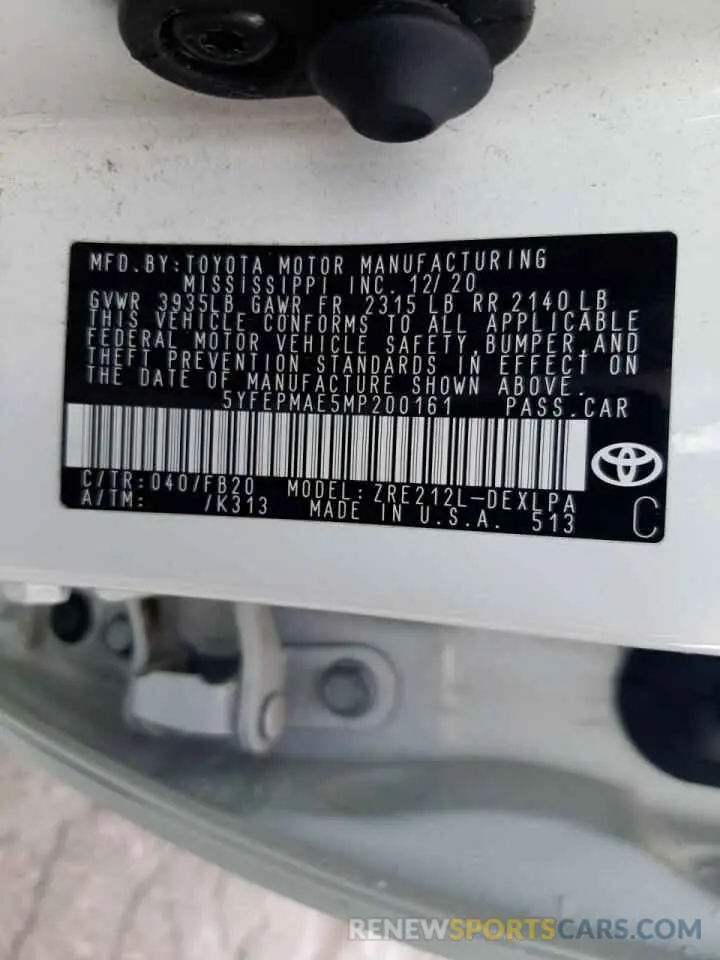 MFD.BY:TOYOTA MOTOR MANUFACTURING
MISSISSIPPI INC. 12/20
GVWR 3935LB GAWR FR 2315 LB RR 2140 LB
THIS VEHICLE CONFORMS TO ALL APPLICABLE
FEDERAL MOTOR VEHICLE SAFETY, BUMPER, AND
THEFT PREVENTION STANDARDS IN EFFECT ON
THE DATE OF MANUFACTURE SHOWN ABOVE.
5YFEPMAE5MP200161 PASS.CAR
C/TR:040/FB20 MODEL:ZRE212L-DEXLPA
A/TM: /K313 MADE IN U.S.A. 513 C
RENEWSPORTSCARS.COM